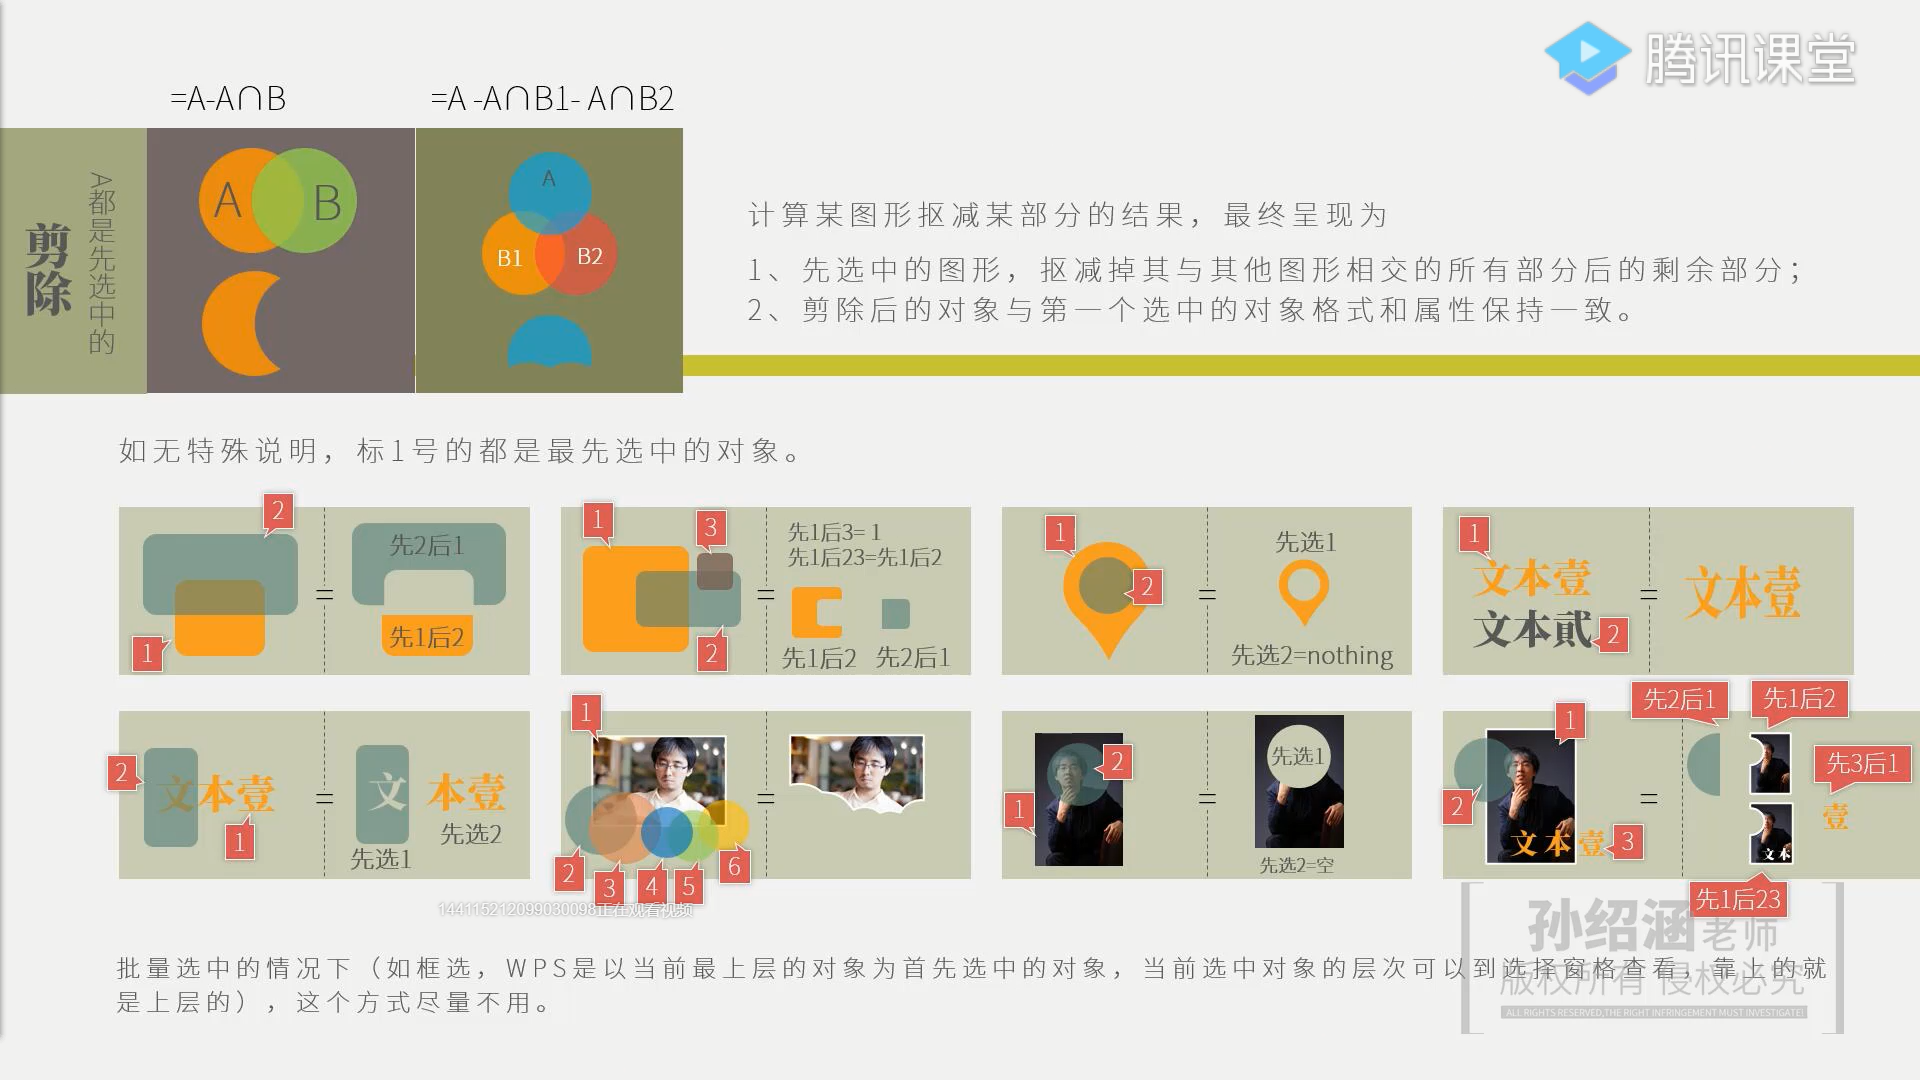 腾讯课堂
=A-A∩B
=A -A∩B1- A∩B2
剪除
A都是先选中的
A
B
A
B1
B2
计算某图形抠减某部分的结果，最终呈现为
1、先选中的图形，抠减掉其与其他图形相交的所有部分后的剩余部分；
2、剪除后的对象与第一个选中的对象格式和属性保持一致。
如无特殊说明，标1号的都是最先选中的对象。
2
1
=
先2后1
先1后2
1
3
2
=
先1后3= 1
先1后23=先1后2
先1后2
先2后1
1
2
=
先选1
先选2=nothing
1
文本壹
文本贰
2
=
文本壹
2
文本壹
1
=
文
本壹
先选2
先选1
1
2
3
4
5
6
=
1
2
=
先选1
先选2=空
1
2
文本壹
3
=
先2后1
先1后2
先3后1
壹
文本
先1后23
144115212099030098正在观看视频
批量选中的情况下（如框选，WPS是以当前最上层的对象为首先选中的对象，当前选中对象的层次可以到选择窗格查看，靠上的就
是上层的），这个方式尽量不用。
孙绍涵老师
版权所有 侵权必究
ALL RIGHTS RESERVED,THE RIGHT INFRINGEMENT MUST INVESTIGATE!